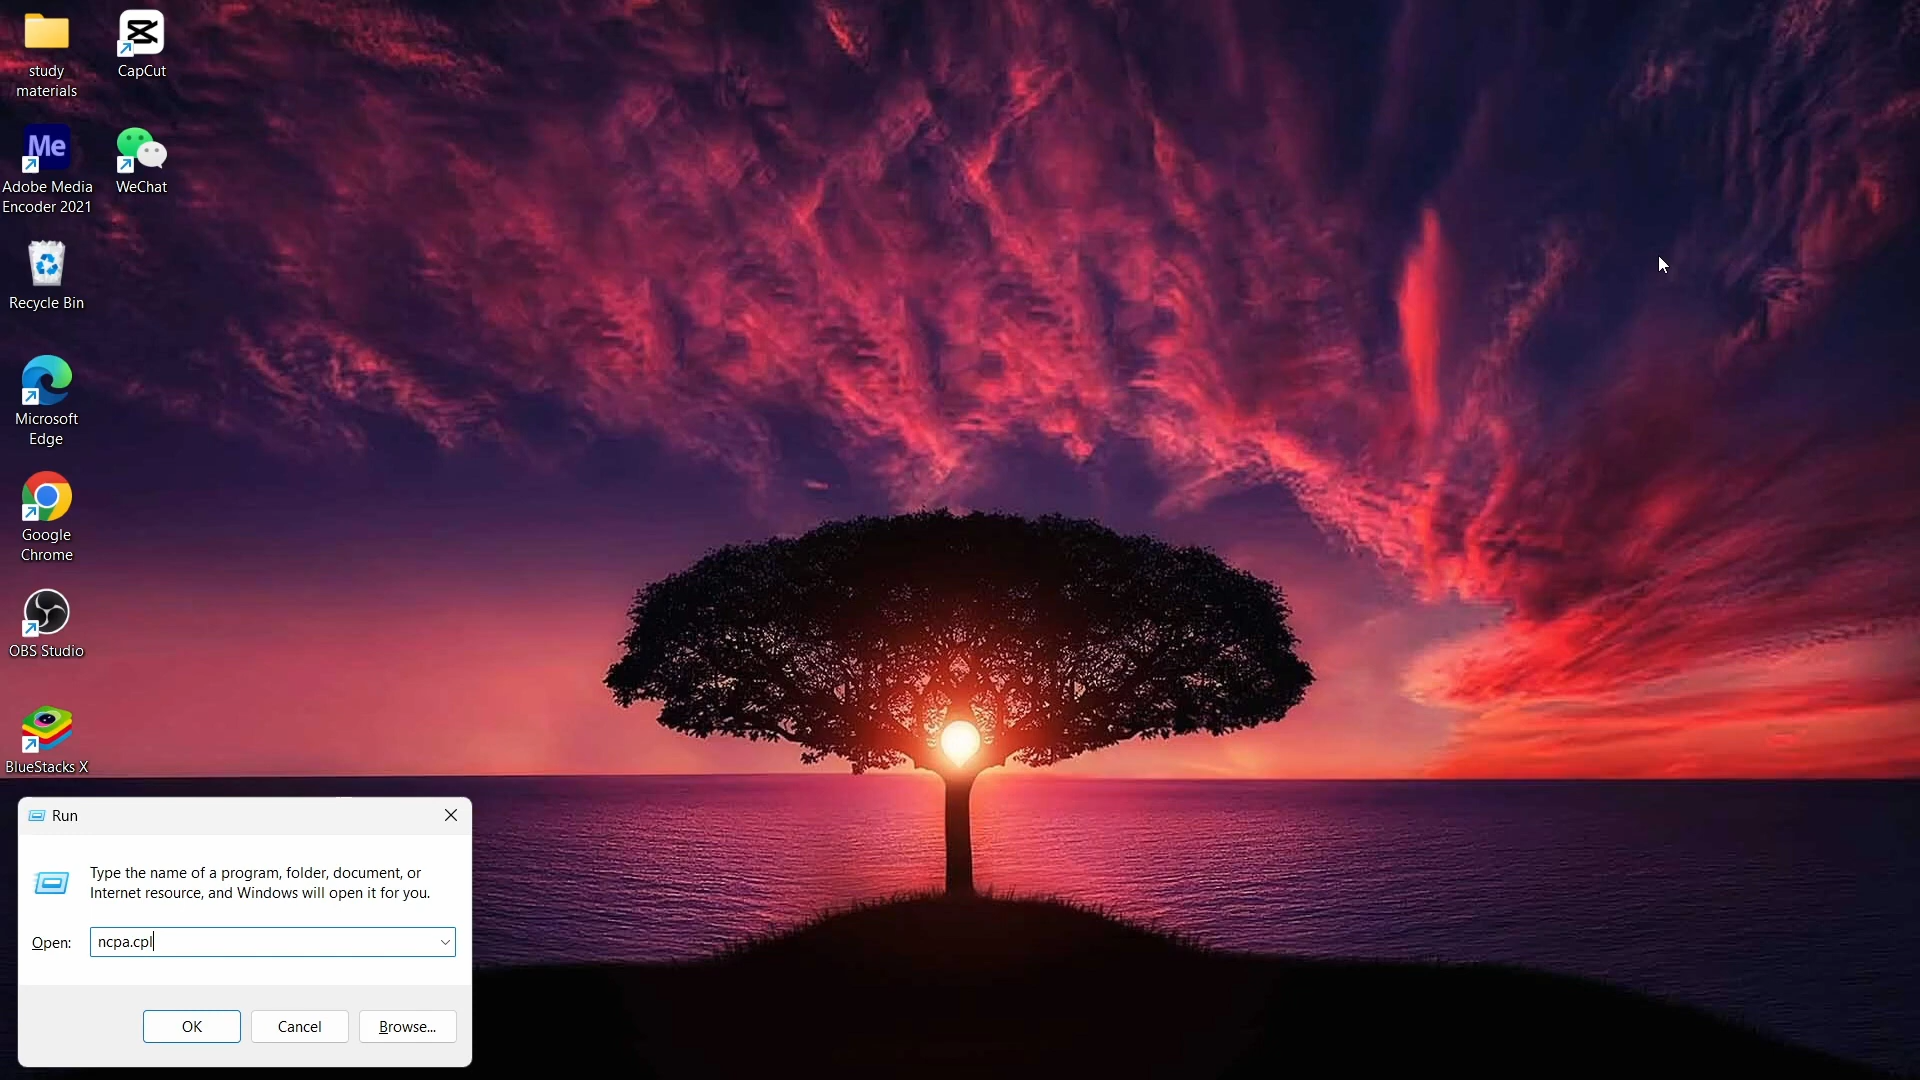 study
materials
CapCut
Me
Adobe Media
Encoder 2021
WeChat
Recycle Bin
Microsoft
Edge
Google
Chrome
OBS Studio
BlueStacks X
Run
Type the name of a program, folder, document, or
Internet resource, and Windows will open it for you.
Open: ncpa.cpl
OK Cancel Browse...